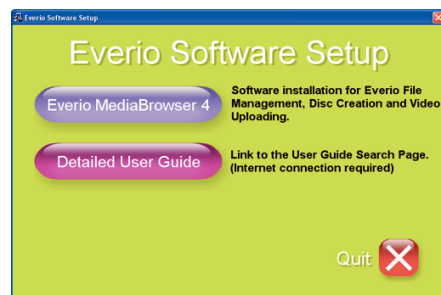 Everio Software Setup
Everio Software Setup
Everio MediaBrowser 4
Software installation for Everio File
Management, Disc Creation and Video
Uploading.
Detailed User Guide
Link to the User Guide Search Page.
(Internet connection required)
Quit